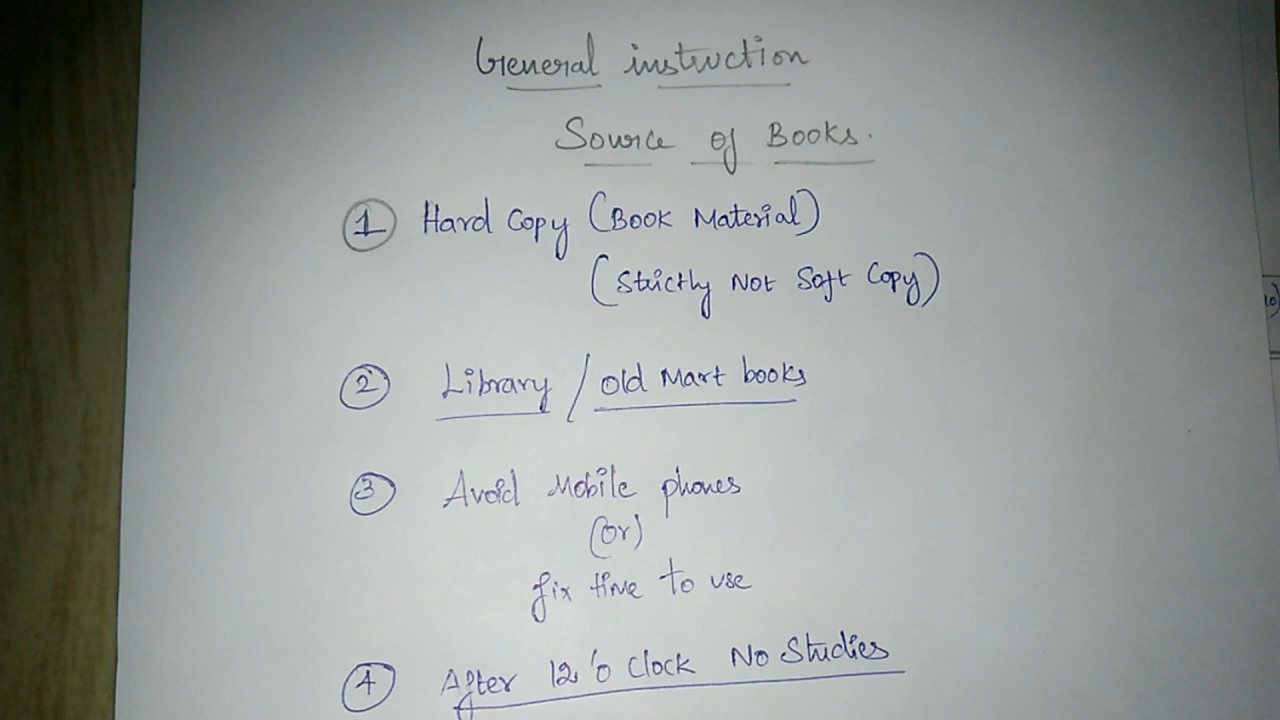 General instruction
Source of Books.
1 Hard Copy (Book Material)
(Strictly Not Soft Copy)
2 Library / old Mart books
3 Avoid Mobile phones
(or)
fix time to use
4 After 12 'o Clock No Studies
10)